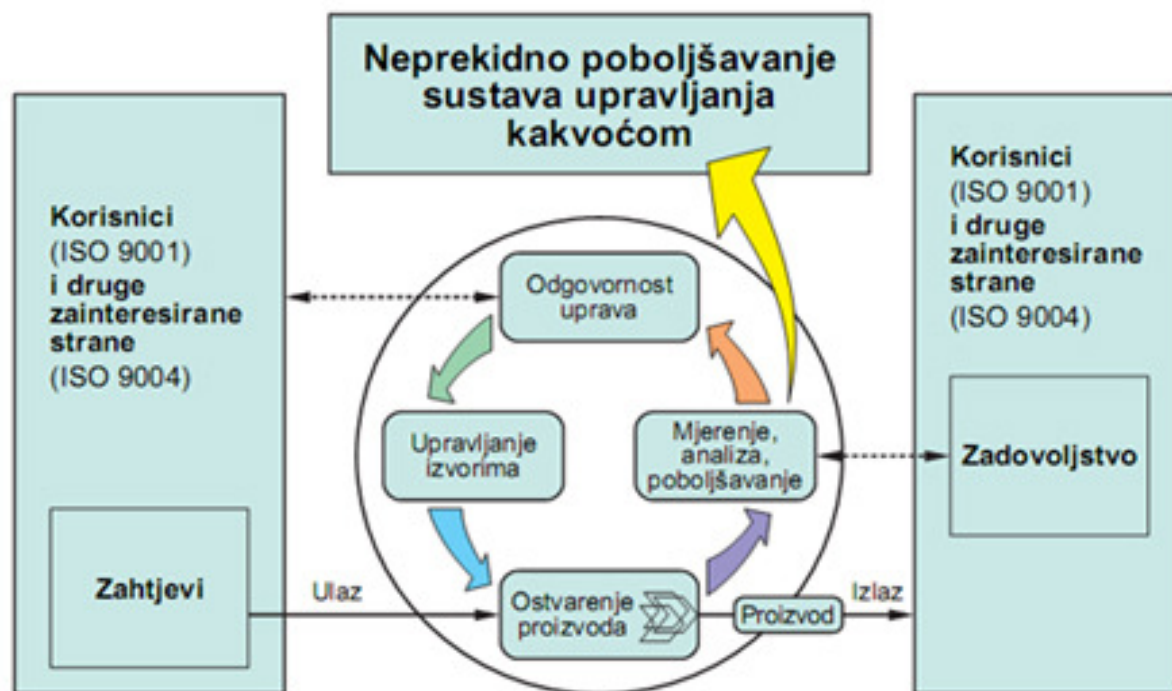 Neprekidno poboljšavanje
sustava upravljanja
kakvoćom
Korisnici
(ISO 9001)
i druge
zainteresirane
strane
(ISO 9004)
Zahtjevi
Ulaz
Odgovornost
uprava
Upravljanje
izvorima
Mjerenje,
analiza,
poboljšavanje
Ostvarenje
proizvoda
Proizvod
Izlaz
Korisnici
(ISO 9001)
i druge
zainteresirane
strane
(ISO 9004)
Zadovoljstvo